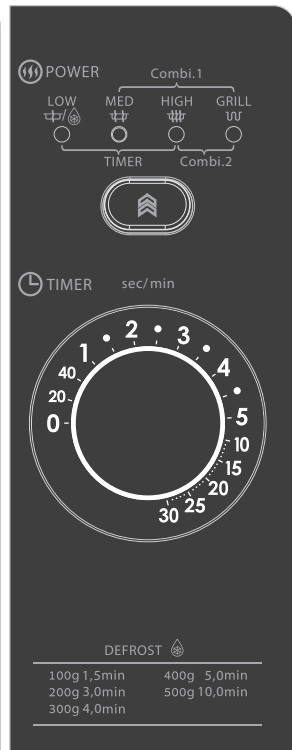 POWER
Combi.1
LOW MED HIGH GRILL
TIMER Combi.2
TIMER sec/min
0
20
40
1
2
3
4
5
10
15
20
25
30
DEFROST
100g 1,5min 400g 5,0min
200g 3,0min 500g 10,0min
300g 4,0min